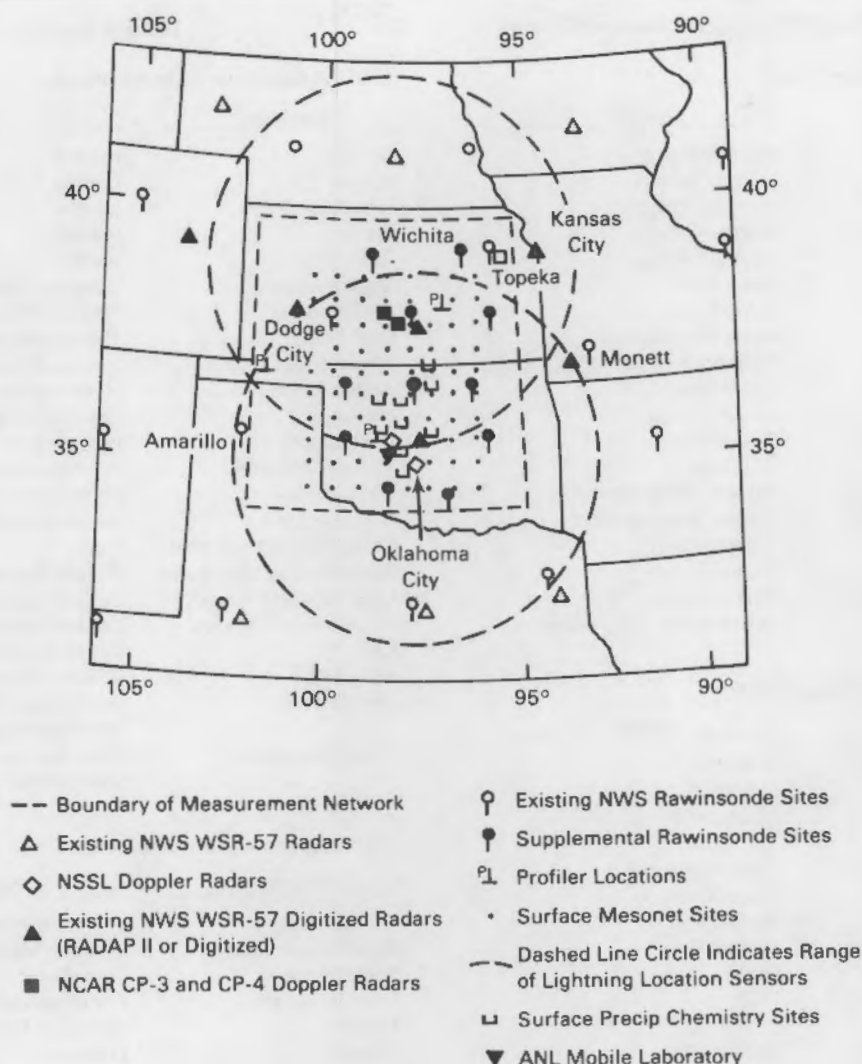 105°
100°
95°
90°
40°
40°
Kansas
City
Wichita
Topeka
P
Dodge
City
P
Monett
Amarillo
35°
35°
P
Oklahoma
City
105°
100°
95°
90°
Boundary of Measurement Network
Existing NWS WSR-57 Radars
NSSL Doppler Radars
Existing NWS WSR-57 Digitized Radars
(RADAP II or Digitized)
NCAR CP-3 and CP-4 Doppler Radars
Existing NWS Rawinsonde Sites
Supplemental Rawinsonde Sites
P Profiler Locations
Surface Mesonet Sites
Dashed Line Circle Indicates Range
of Lightning Location Sensors
Surface Precip Chemistry Sites
ANL Mobile Laboratory